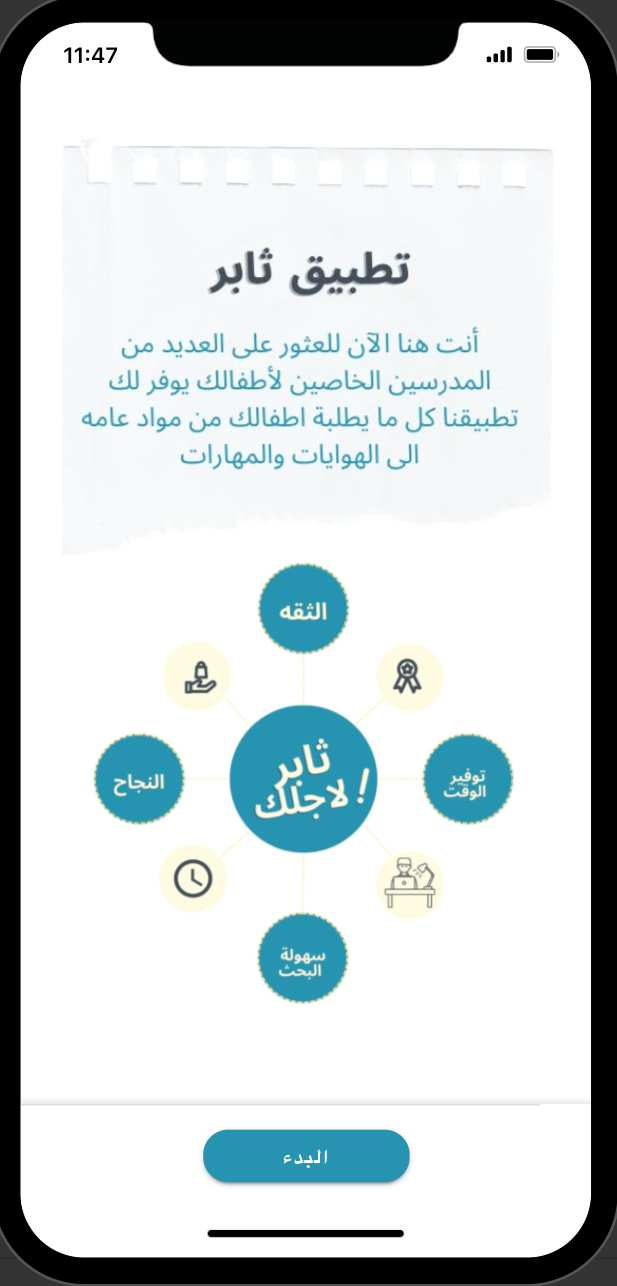 11:47
تطبيق ثابر
أنت هنا الآن للعثور على العديد من
المدرسين الخاصين لأطفالك يوفر لك
تطبيقنا كل ما يطلبة اطفالك من مواد عامه
الى الهوايات والمهارات
الثقه
ثابر
لاجلك!
توفير
الوقت
النجاح
سهولة
البحث
البدء